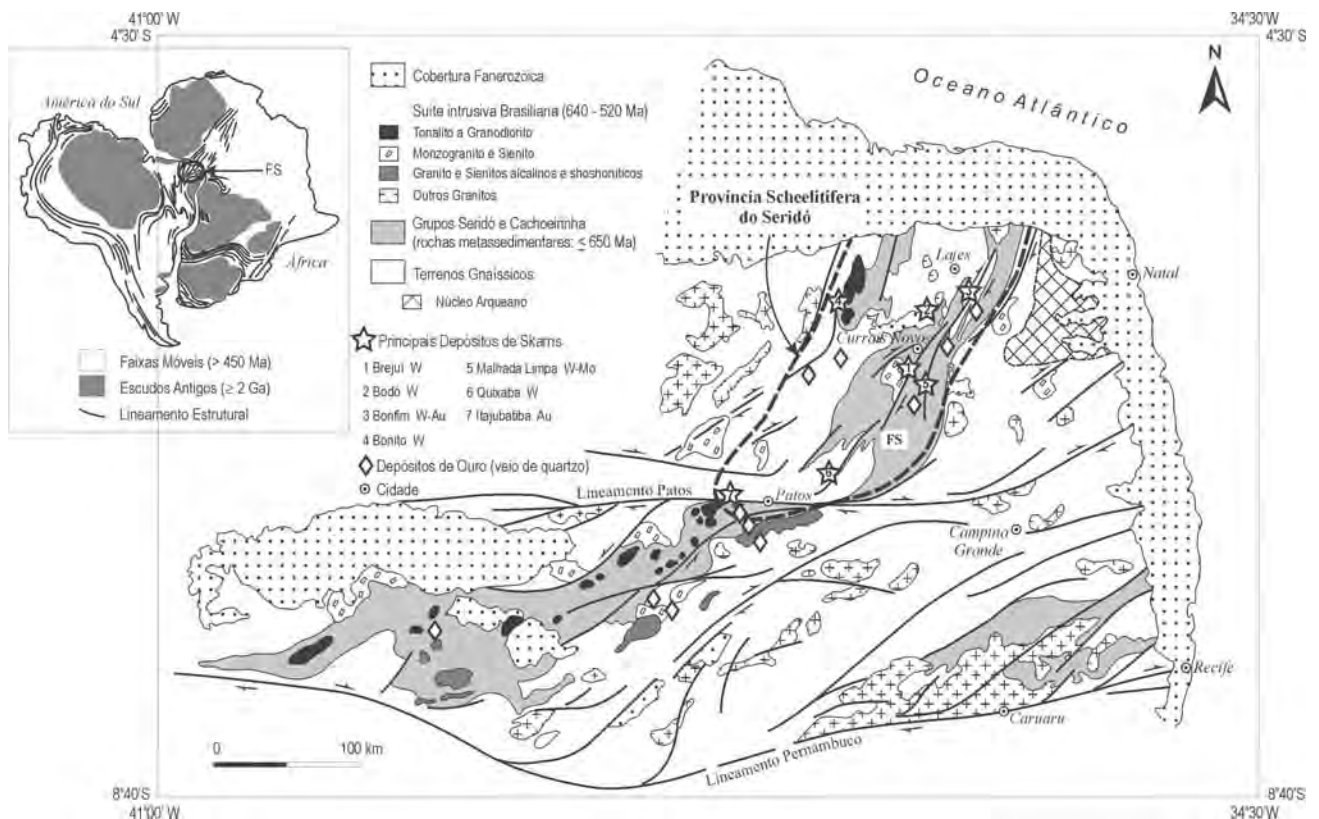 41°00' W
4°30' S
34°30'W
4°30' S
América do Sul
FS
África
Faixas Móveis (> 450 Ma)
Escudos Antigos (≥ 2 Ga)
Lineamento Estrutural
Cobertura Fanerozóica
Suite intrusiva Brasiliana (640 - 520 Ma)
Tonalito a Granodiorito
Monzogranito e Sienito
Granito e Sienitos alcalinos e shoshoníticos
Outros Granitos
Grupos Seridó e Cachoeirinha
(rochas metassedimentares: ≤ 650 Ma)
Terrenos Gnaíssicos
Núcleo Arqueano
Principais Depósitos de Skarns
1 Brejuí W
5 Malhada Limpa W-Mo
2 Bodó W
6 Quixaba W
3 Bonfim W-Au
7 Itajubatiba Au
4 Bonito W
Depósitos de Ouro (veio de quartzo)
Cidade
Oceano Atlântico
N
Província Scheelitífera
do Seridó
Lajes
Natal
Currais Novo
FS
Lineamento Patos
Patos
Campina
Grande
Recife
Caruaru
Lineamento Pernambuco
0
100 km
8°40'S
41°00' W
8°40'S
34°30' W